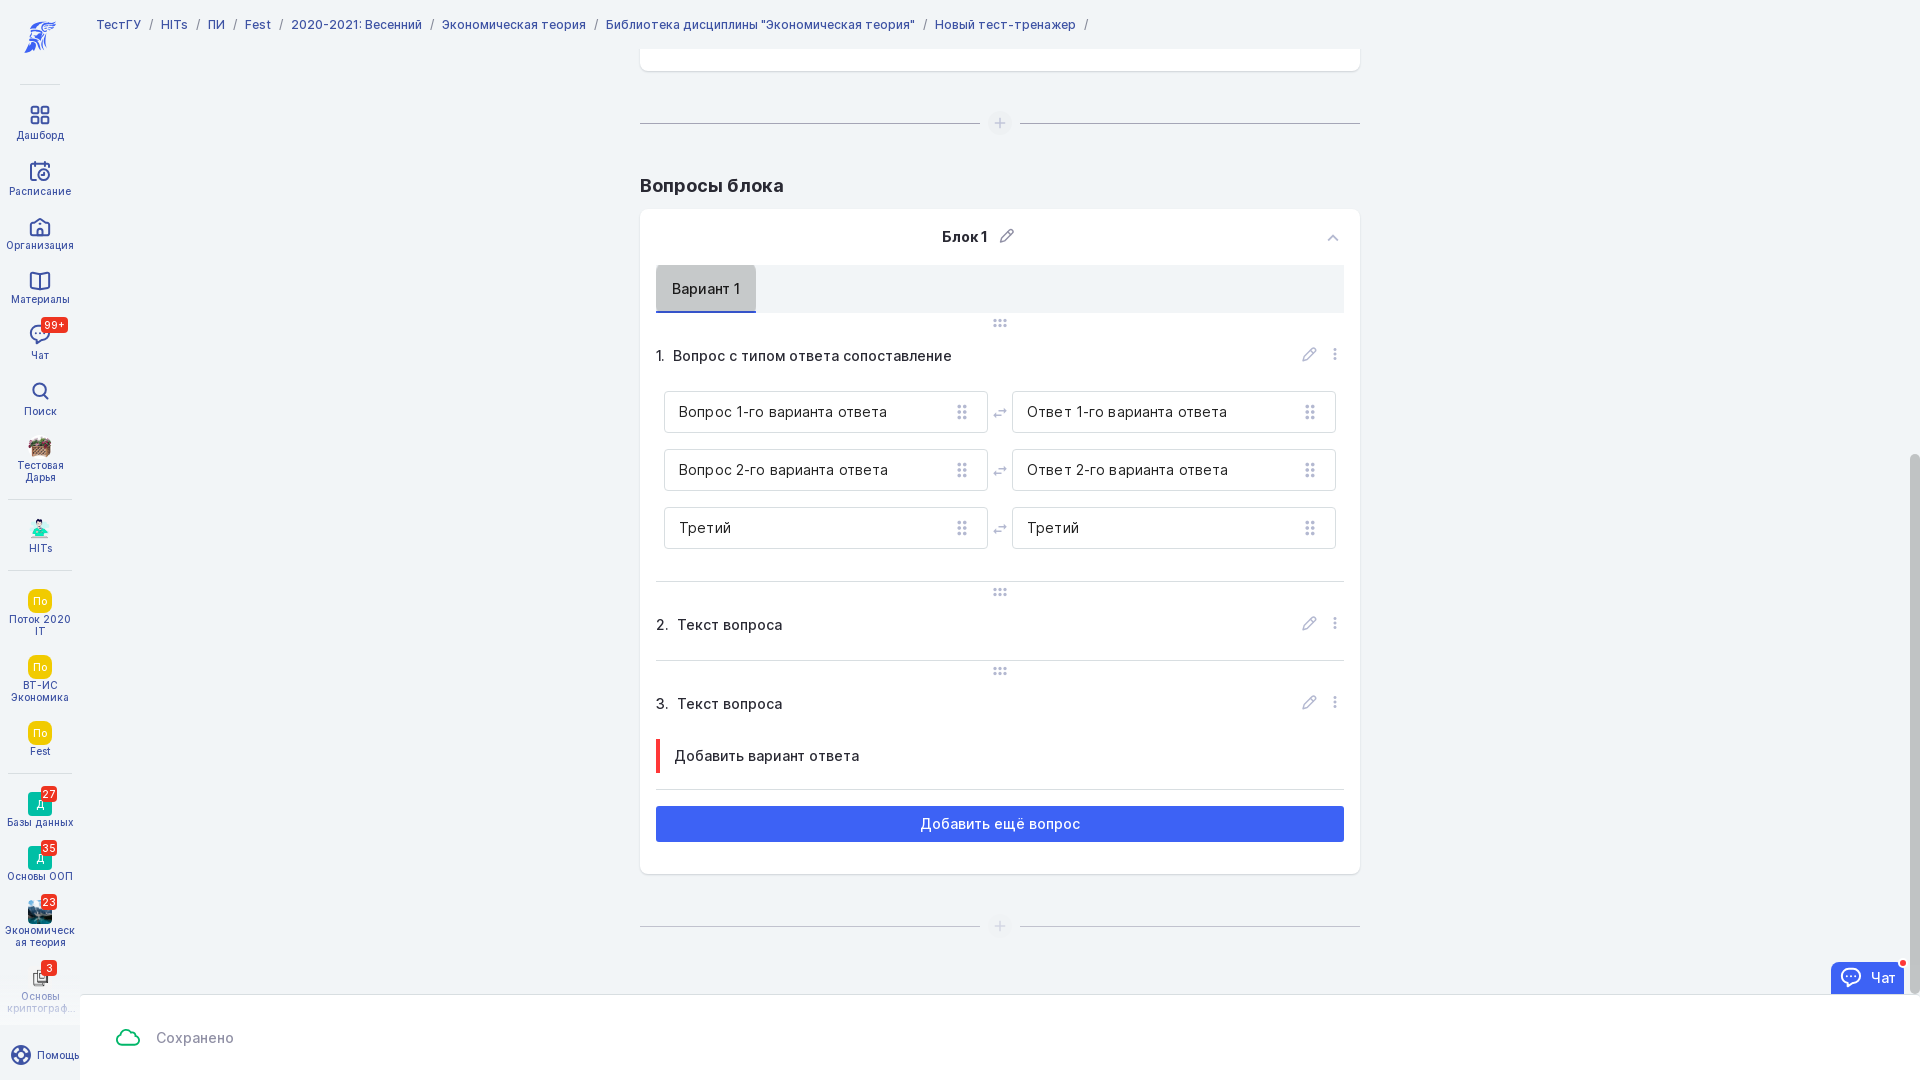 ТестГУ / HITs / ПИ / Fest / 2020-2021: Весенний / Экономическая теория / Библиотека дисциплины "Экономическая теория" / Новый тест-тренажер /
Дашборд
Расписание
Организация
Материалы
99+
Чат
Поиск
Тестовая
Дарья
HITs
По
Поток 2020
IT
По
ВТ-ИС
Экономика
По
Fest
27
Д
Базы данных
35
Д
Основы ООП
23
Экономическ
ая теория
3
Основы
криптограф...
Помощь
Вопросы блока
Блок 1
Вариант 1
1. Вопрос с типом ответа сопоставление
Вопрос 1-го варианта ответа
Ответ 1-го варианта ответа
Вопрос 2-го варианта ответа
Ответ 2-го варианта ответа
Третий
Третий
2. Текст вопроса
3. Текст вопроса
Добавить вариант ответа
Добавить ещё вопрос
Чат
Сохранено